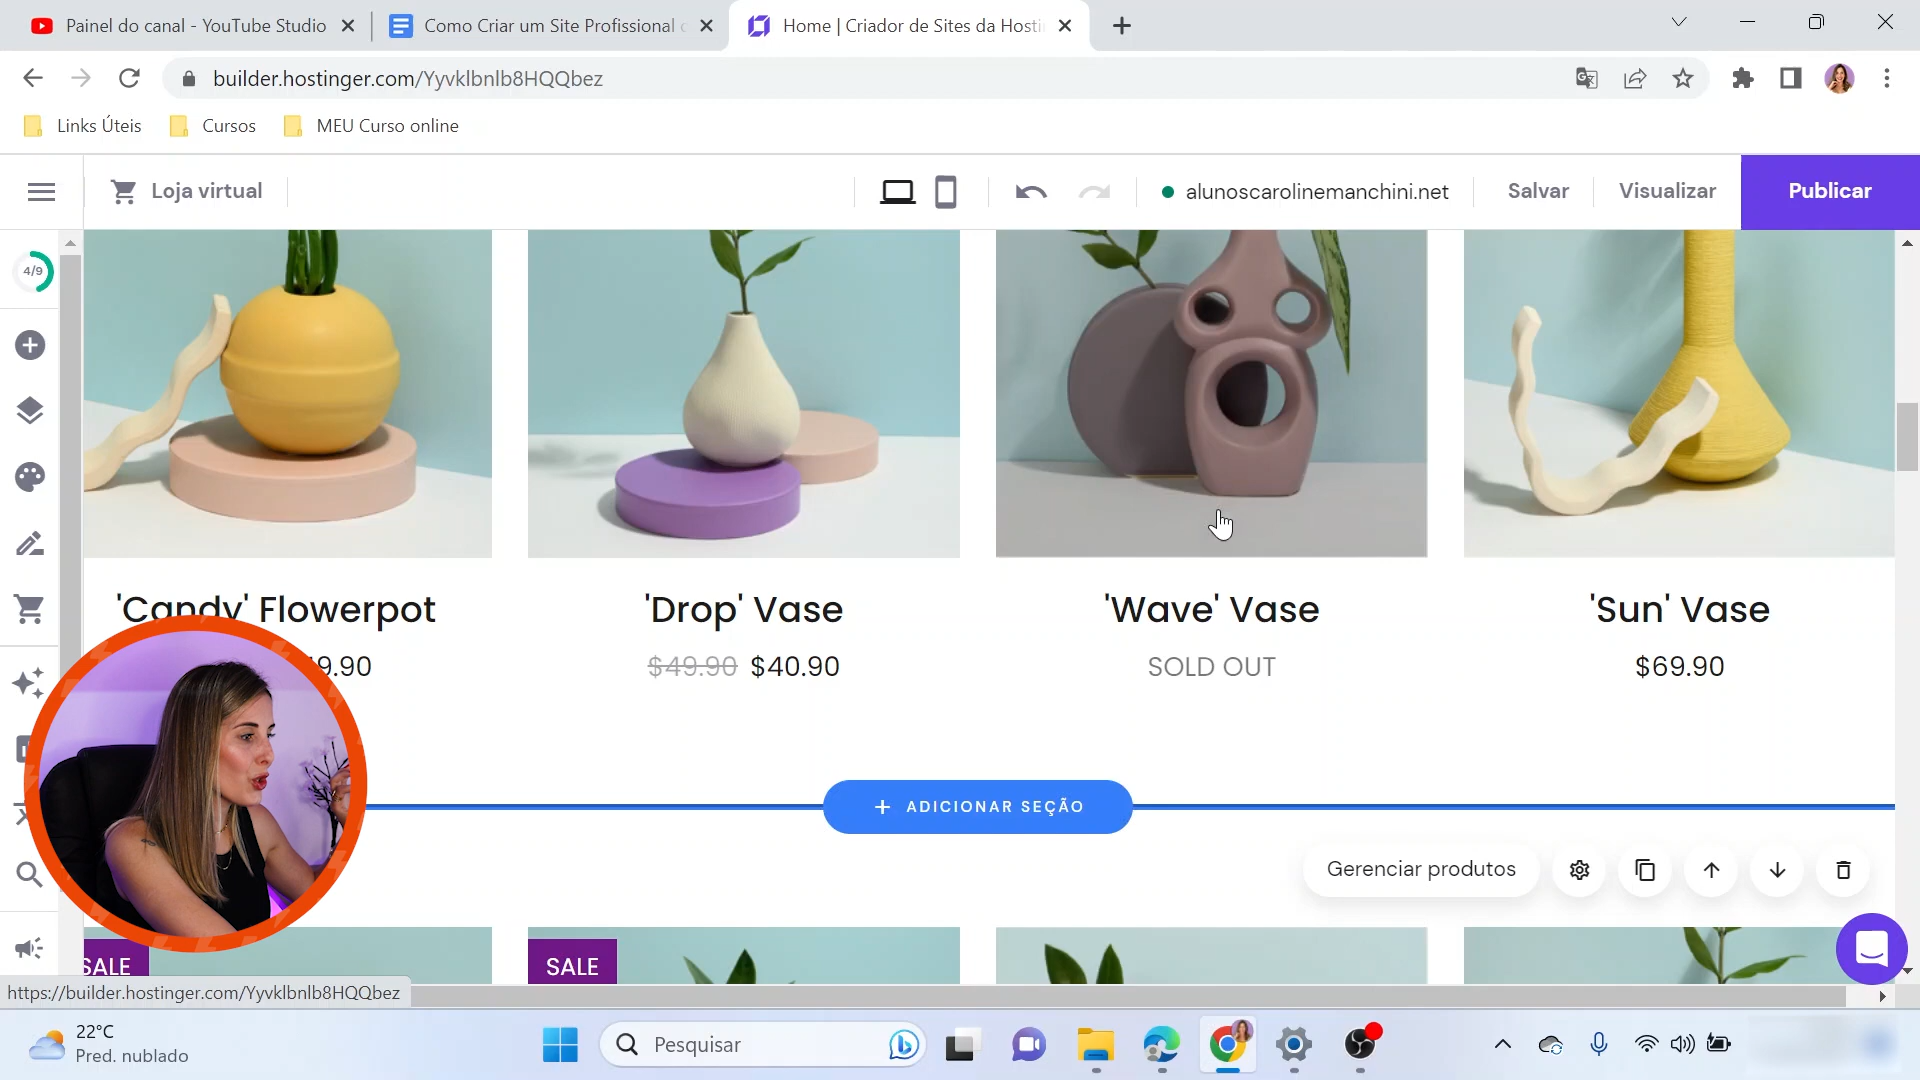 Painel do canal - YouTube Studio
Como Criar um Site Profissional c
Home | Criador de Sites da Hosti
builder.hostinger.com/YyvklbnIb8HQQbez
Links Úteis
Cursos
MEU Curso online
Loja virtual
alunoscarolinemanchini.net
Salvar
Visualizar
Publicar
4/9
'Candy' Flowerpot
'Drop' Vase
'Wave' Vase
'Sun' Vase
9.90
$49.90 $40.90
SOLD OUT
$69.90
+ ADICIONAR SEÇÃO
Gerenciar produtos
SALE
SALE
https://builder.hostinger.com/YyvklbnIb8HQQbez
22°C
Pred. nublado
Pesquisar